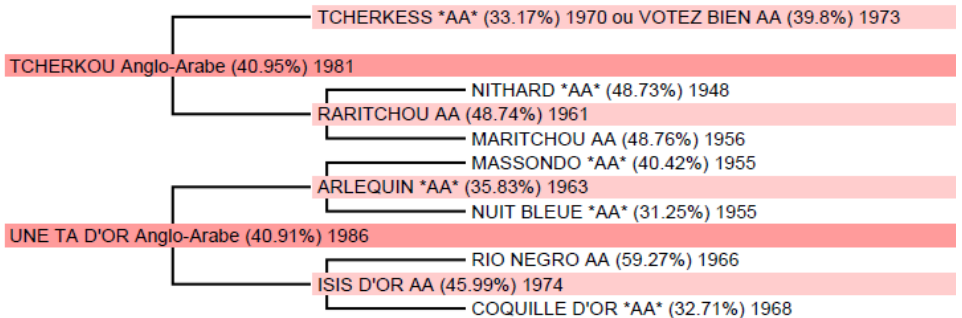 TCHERKESS *AA* (33.17%) 1970 ou VOTEZ BIEN AA (39.8%) 1973
TCHERKOU Anglo-Arabe (40.95%) 1981
NITHARD *AA* (48.73%) 1948
RARITCHOU AA (48.74%) 1961
MARITCHOU AA (48.76%) 1956
MASSONDO *AA* (40.42%) 1955
ARLEQUIN *AA* (35.83%) 1963
NUIT BLEUE *AA* (31.25%) 1955
UNE TA D'OR Anglo-Arabe (40.91%) 1986
RIO NEGRO AA (59.27%) 1966
ISIS D'OR AA (45.99%) 1974
COQUILLE D'OR *AA* (32.71%) 1968